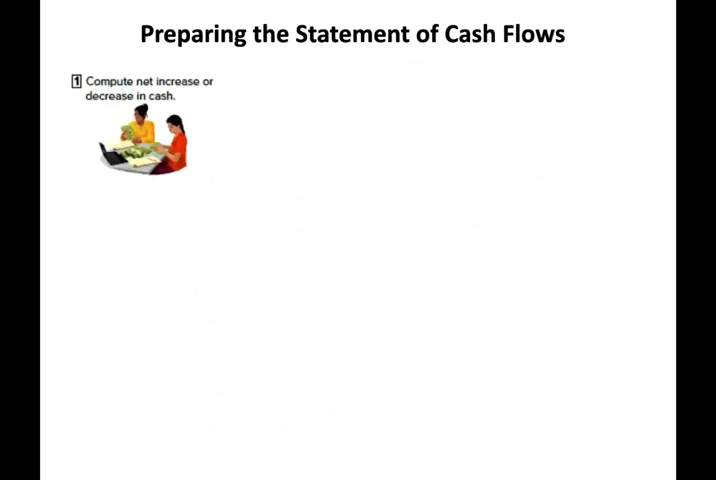 Preparing the Statement of Cash Flows
1 Compute net increase or
decrease in cash.